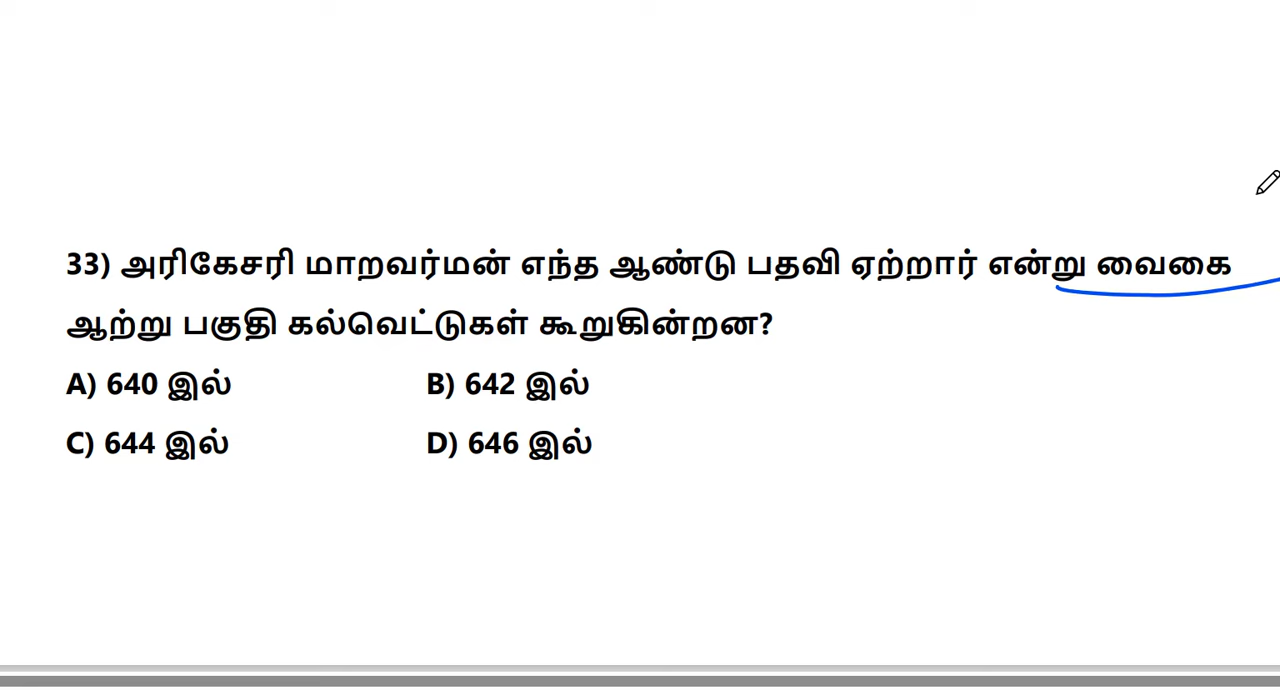 33) அரிகேசரி மாறவர்மன் எந்த ஆண்டு பதவி ஏற்றார் என்று வைகை
ஆற்று பகுதி கல்வெட்டுகள் கூறுகின்றன?
A) 640 இல் B) 642 இல்
C) 644 இல் D) 646 இல்